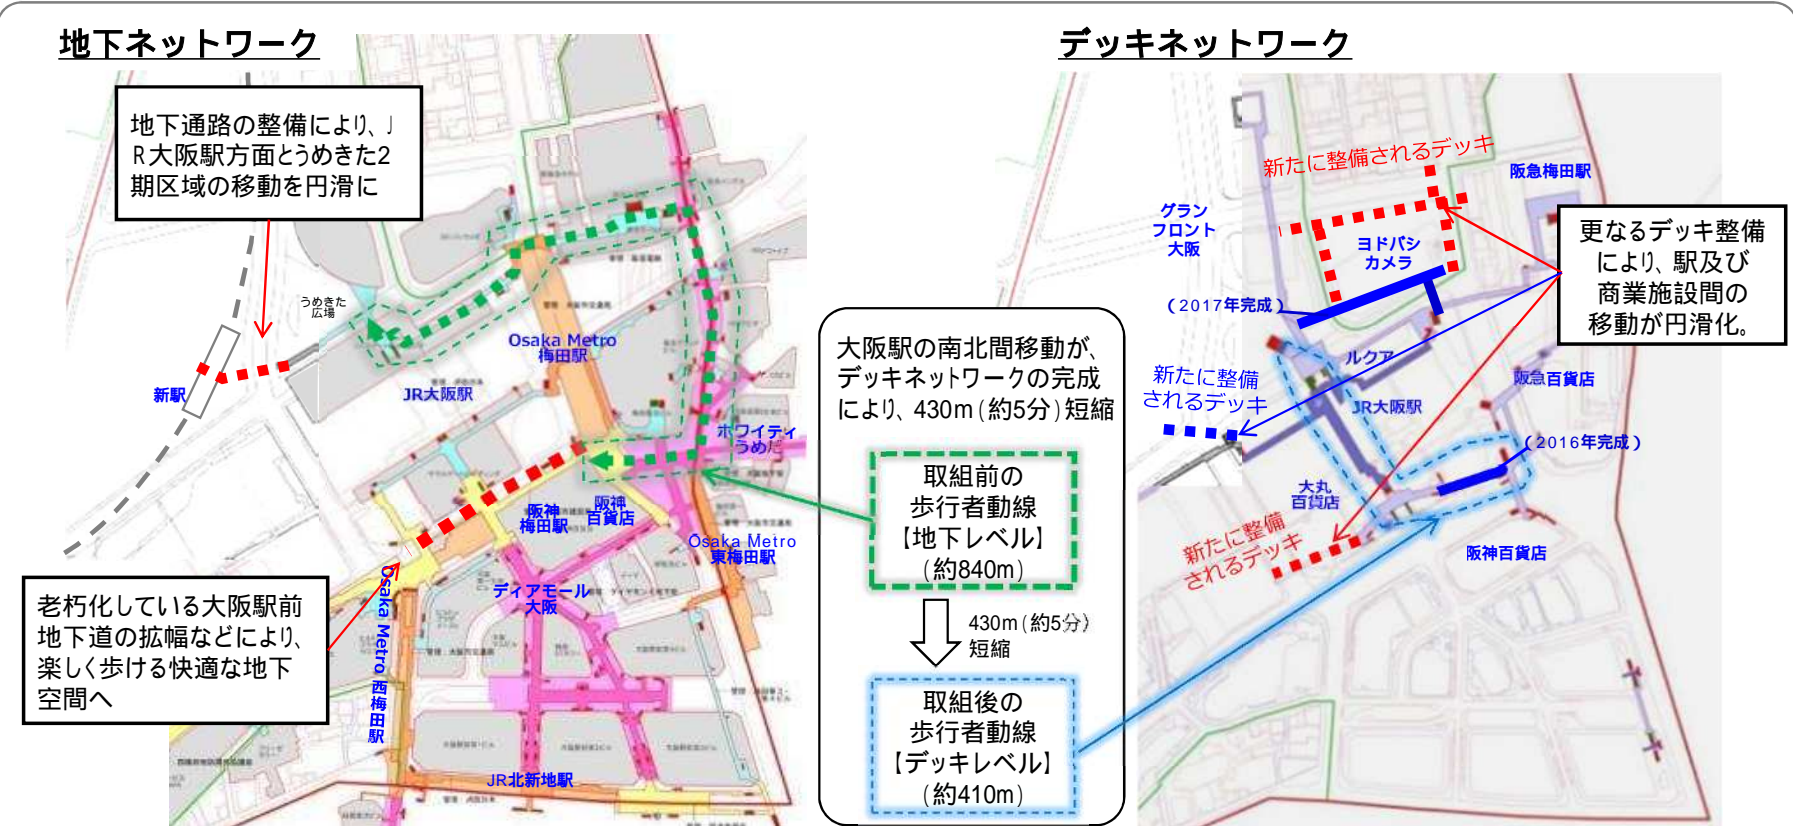 地下ネットワーク
地下通路の整備により、J
R大阪駅方面とうめきた2
期区域の移動を円滑に
うめきた
広場
新駅
Osaka Metro
梅田駅
JR大阪駅
ホワイティ
うめだ
阪神
梅田駅
阪神
百貨店
Osaka Metro
東梅田駅
ディアモール
大阪
Osaka Metro 西梅田駅
JR北新地駅
老朽化している大阪駅前
地下道の拡幅などにより、
楽しく歩ける快適な地下
空間へ
大阪駅の南北間移動が、
デッキネットワークの完成
により、430m(約5分)短縮
取組前の
歩行者動線
【地下レベル】
(約840m)
430m(約5分)
短縮
取組後の
歩行者動線
【デッキレベル】
(約410m)
デッキネットワーク
新たに整備されるデッキ
阪急梅田駅
グラン
フロント
大阪
ヨドバシ
カメラ
(2017年完成)
更なるデッキ整備
により、駅及び
商業施設間の
移動が円滑化。
ルクア
新たに整備
されるデッキ
阪急百貨店
JR大阪駅
(2016年完成)
大丸
百貨店
新たに整備
されるデッキ
阪神百貨店